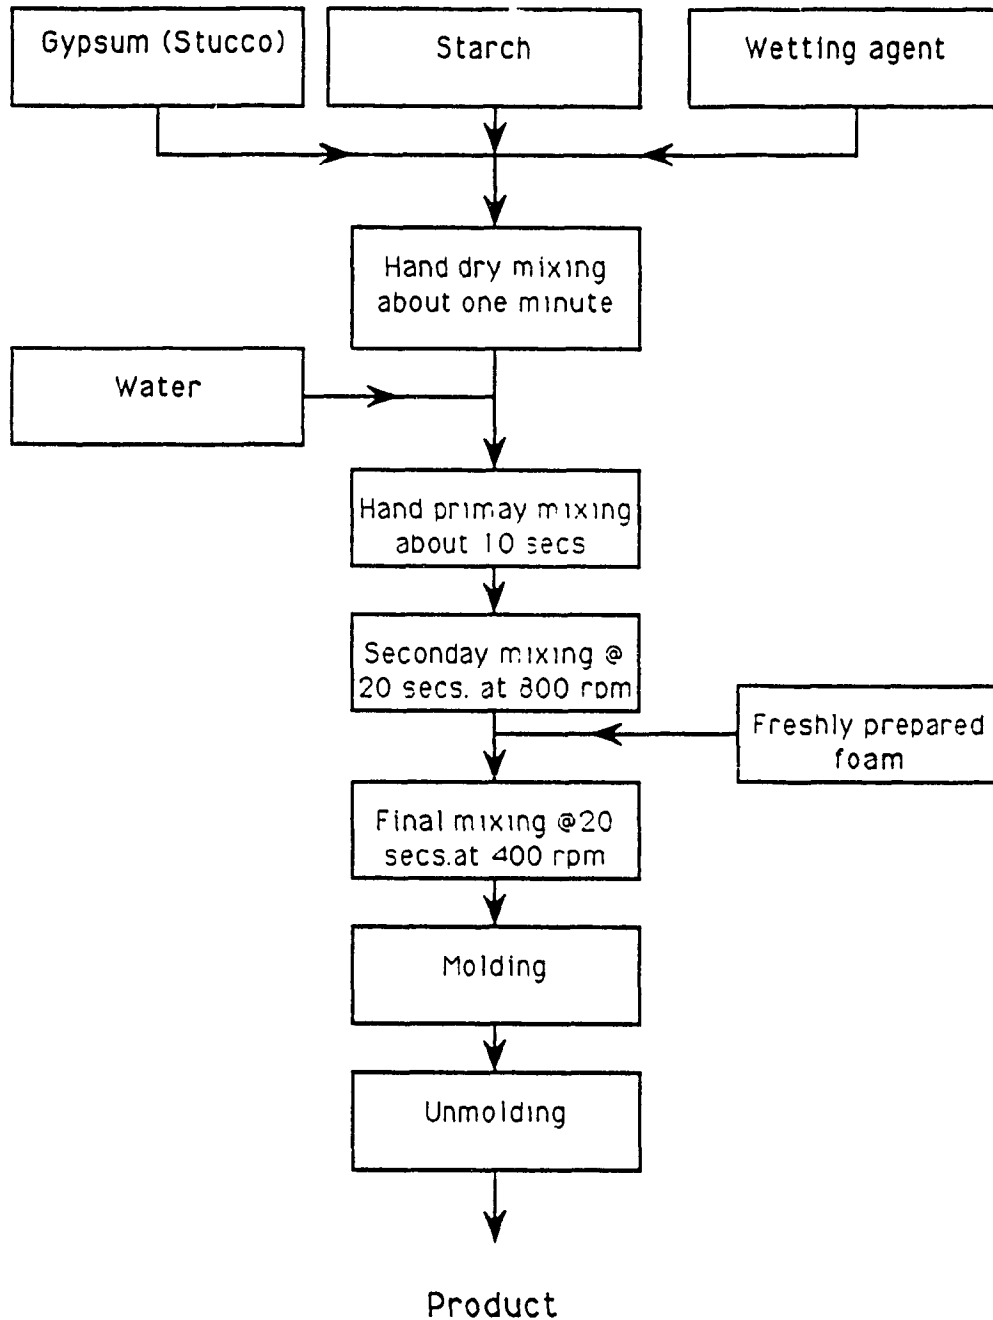 Gypsum (Stucco)
Starch
Wetting agent
Hand dry mixing
about one minute
Water
Hand primay mixing
about 10 secs
Seconday mixing @
20 secs. at 800 rpm
Freshly prepared
foam
Final mixing @20
secs.at 400 rpm
Molding
Unmolding
Product